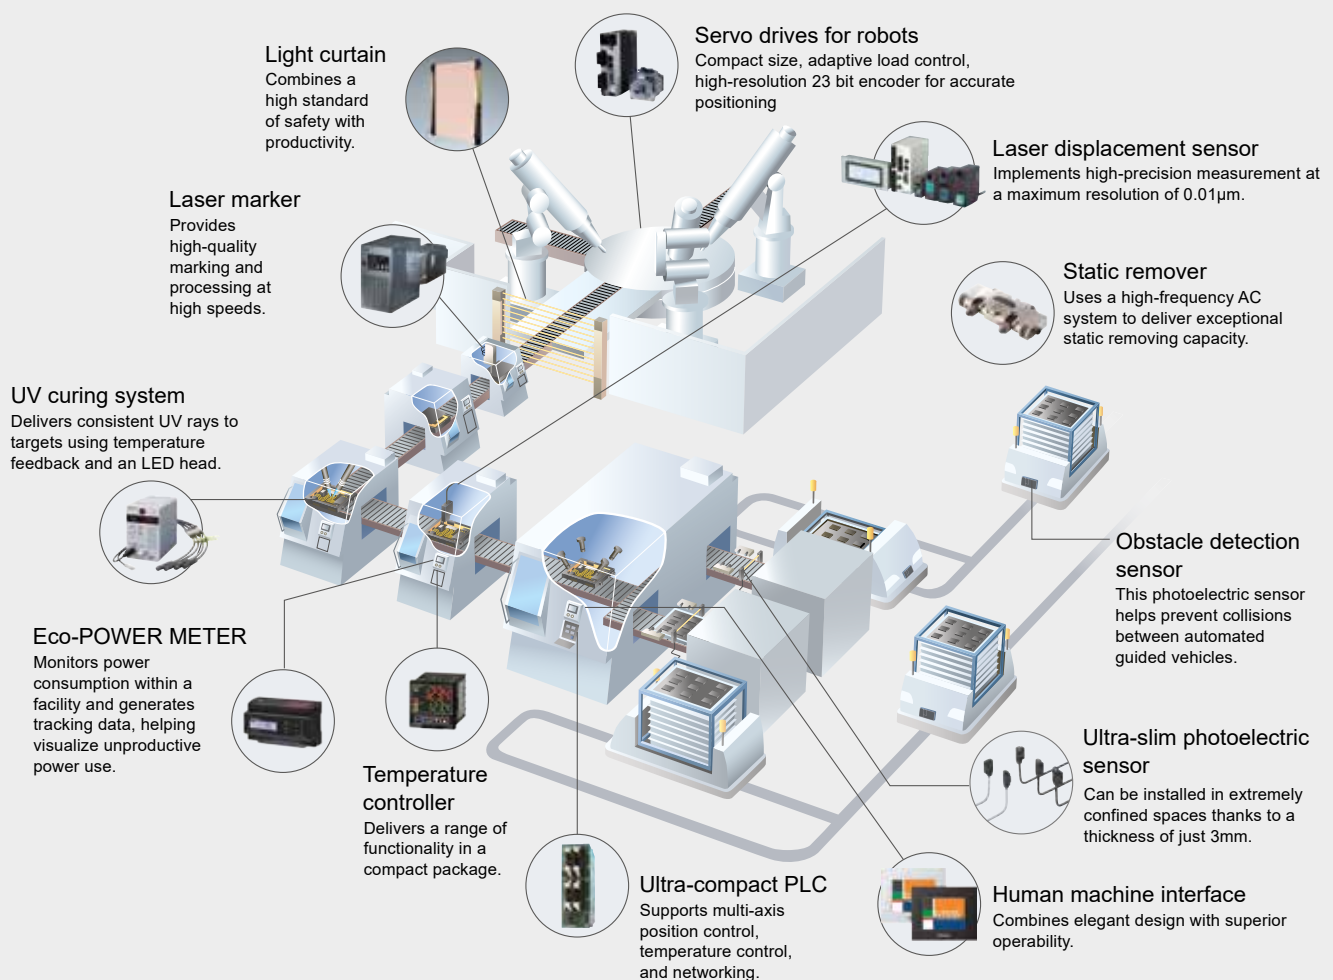 Light curtain
Combines a
high standard
of safety with
productivity.
Servo drives for robots
Compact size, adaptive load control,
high-resolution 23 bit encoder for accurate
positioning
Laser displacement sensor
Implements high-precision measurement at
a maximum resolution of 0.01µm.
Laser marker
Provides
high-quality
marking and
processing at
high speeds.
Static remover
Uses a high-frequency AC
system to deliver exceptional
static removing capacity.
UV curing system
Delivers consistent UV rays to
targets using temperature
feedback and an LED head.
Obstacle detection
sensor
This photoelectric sensor
helps prevent collisions
between automated
guided vehicles.
Eco-POWER METER
Monitors power
consumption within a
facility and generates
tracking data, helping
visualize unproductive
power use.
Temperature
controller
Delivers a range of
functionality in a
compact package.
Ultra-slim photoelectric
sensor
Can be installed in extremely
confined spaces thanks to a
thickness of just 3mm.
Ultra-compact PLC
Supports multi-axis
position control,
temperature control,
and networking.
Human machine interface
Combines elegant design with superior
operability.